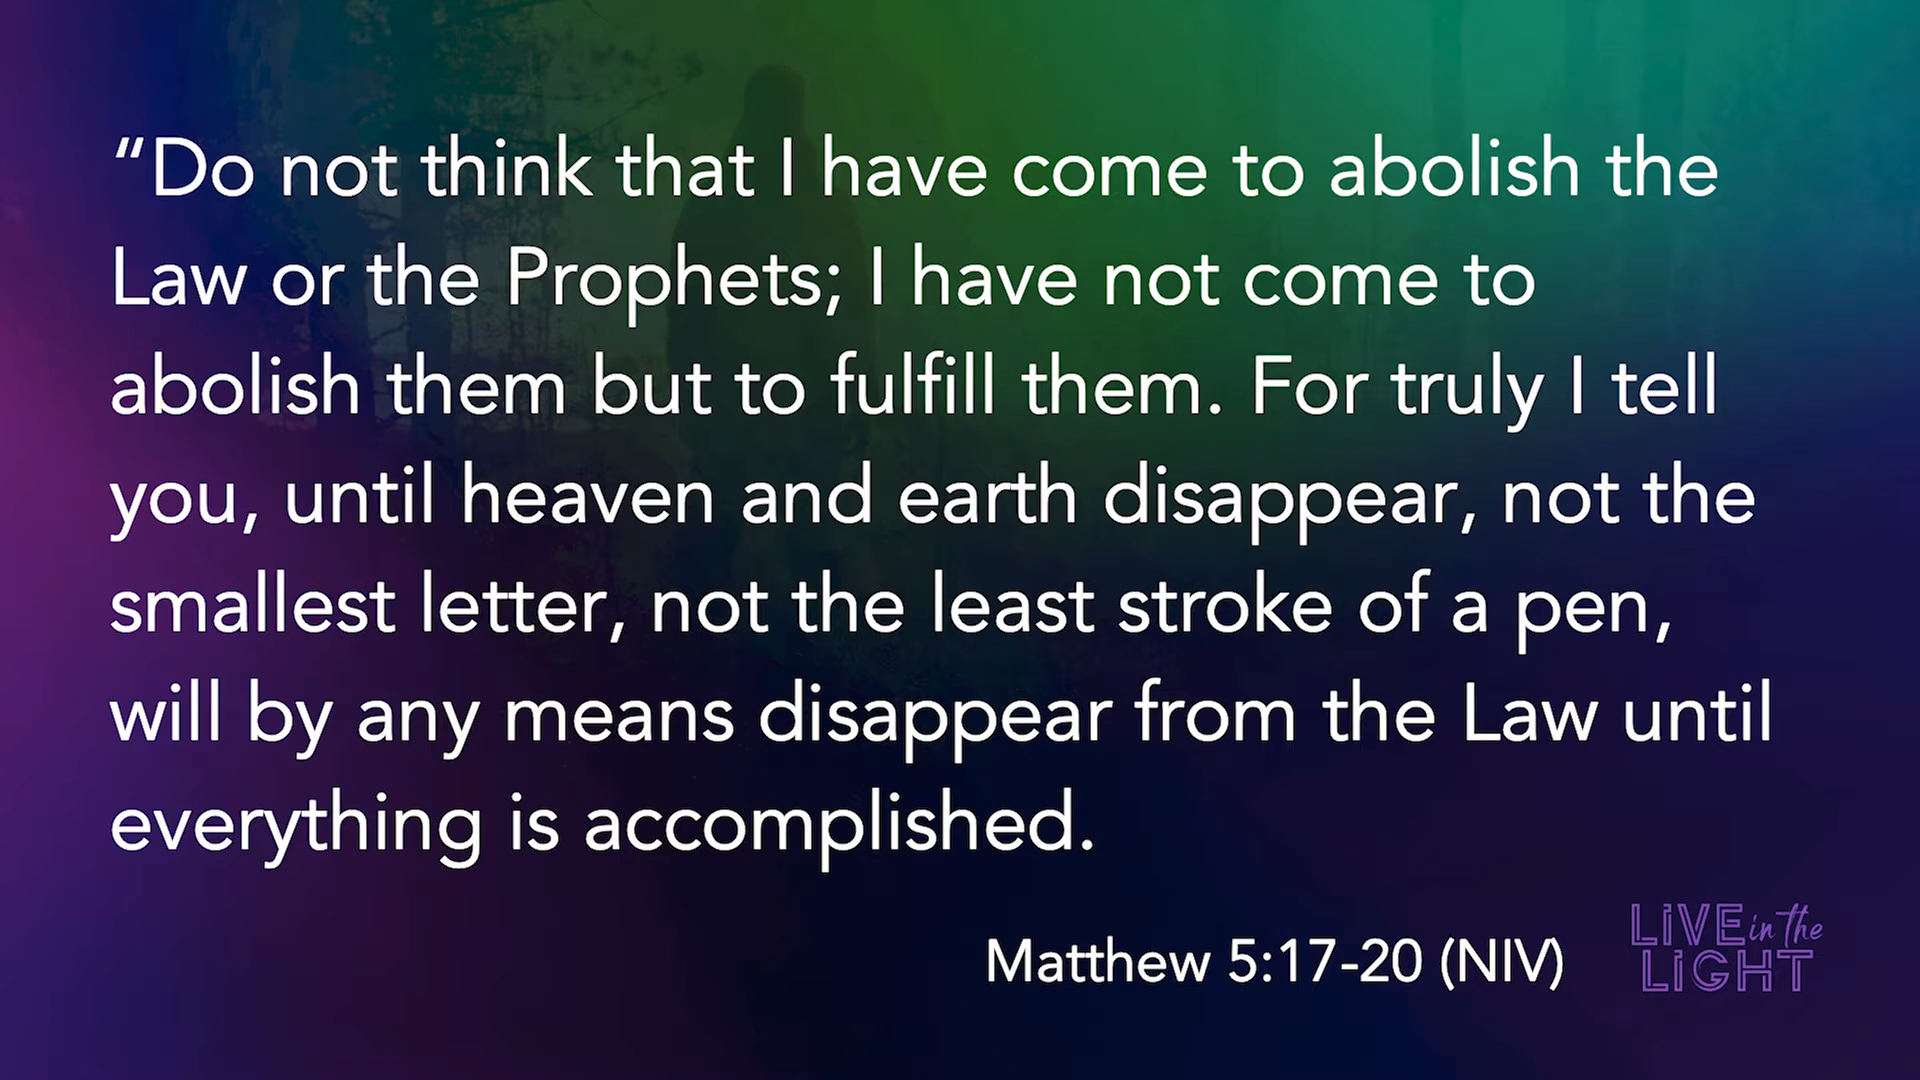 “Do not think that I have come to abolish the
Law or the Prophets; I have not come to
abolish them but to fulfill them. For truly I tell
you, until heaven and earth disappear, not the
smallest letter, not the least stroke of a pen,
will by any means disappear from the Law until
everything is accomplished.
Matthew 5:17-20 (NIV)
LIVE in the
LIGHT